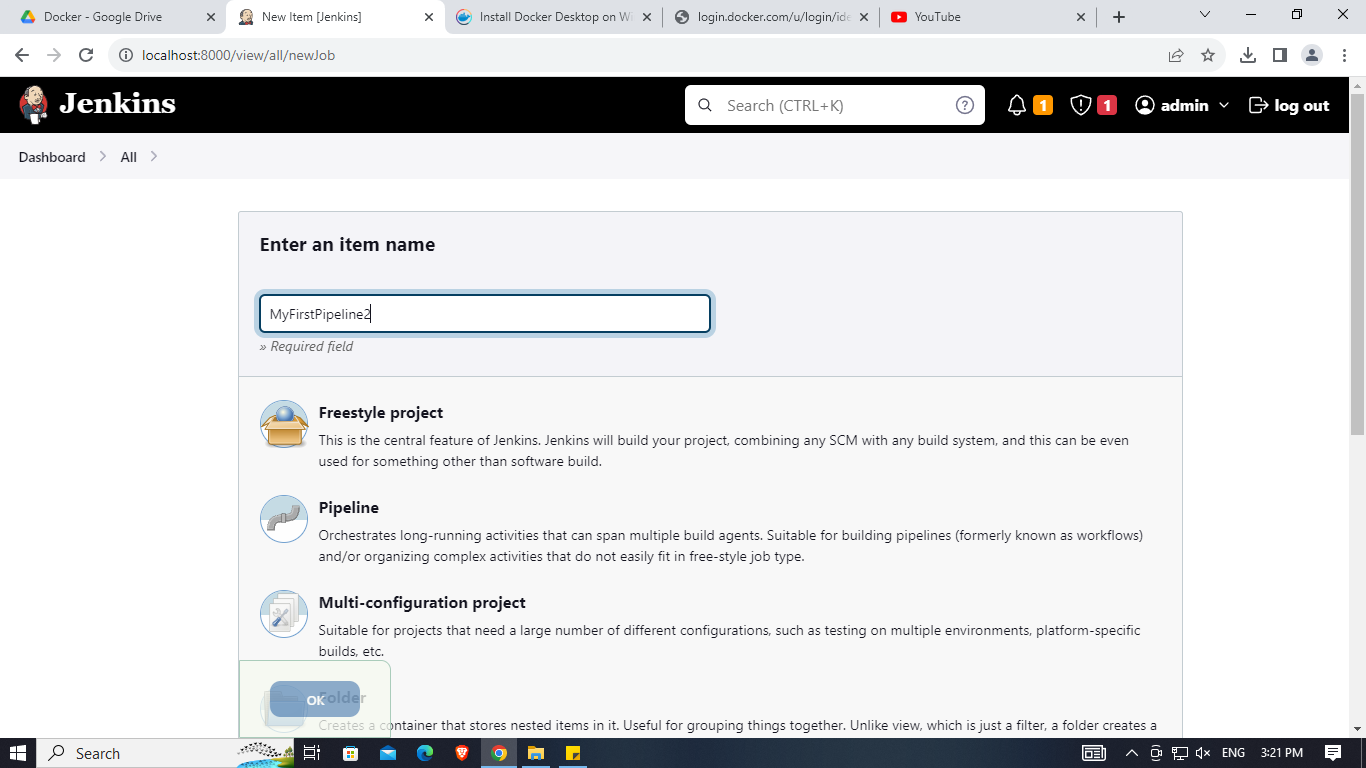 Docker - Google Drive
New Item [Jenkins]
Install Docker Desktop on Wi
login.docker.com/u/login/ide
YouTube
localhost:8000/view/all/newJob
Jenkins
Search (CTRL+K)
1
1
admin
log out
Dashboard
All
Enter an item name
MyFirstPipeline2
» Required field
Freestyle project
This is the central feature of Jenkins. Jenkins will build your project, combining any SCM with any build system, and this can be even
used for something other than software build.
Pipeline
Orchestrates long-running activities that can span multiple build agents. Suitable for building pipelines (formerly known as workflows)
and/or organizing complex activities that do not easily fit in free-style job type.
Multi-configuration project
Suitable for projects that need a large number of different configurations, such as testing on multiple environments, platform-specific
builds, etc.
Folder
OK
Creates a container that stores nested items in it. Useful for grouping things together. Unlike view, which is just a filter, a folder creates a
Search
ENG
3:21 PM